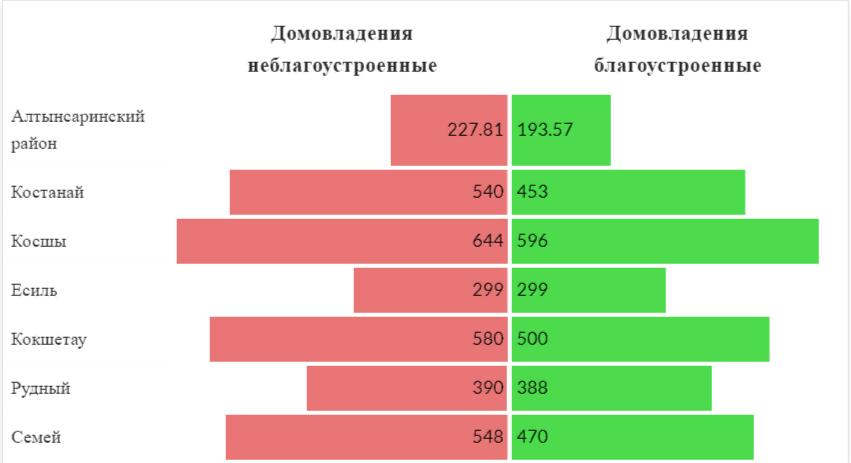 Домовладения
неблагоустроенные
Домовладения
благоустроенные
Алтынсаринский
район
227.81 193.57
Костанай 540 453
Косшы 644 596
Есиль 299 299
Кокшетау 580 500
Рудный 390 388
Семей 548 470